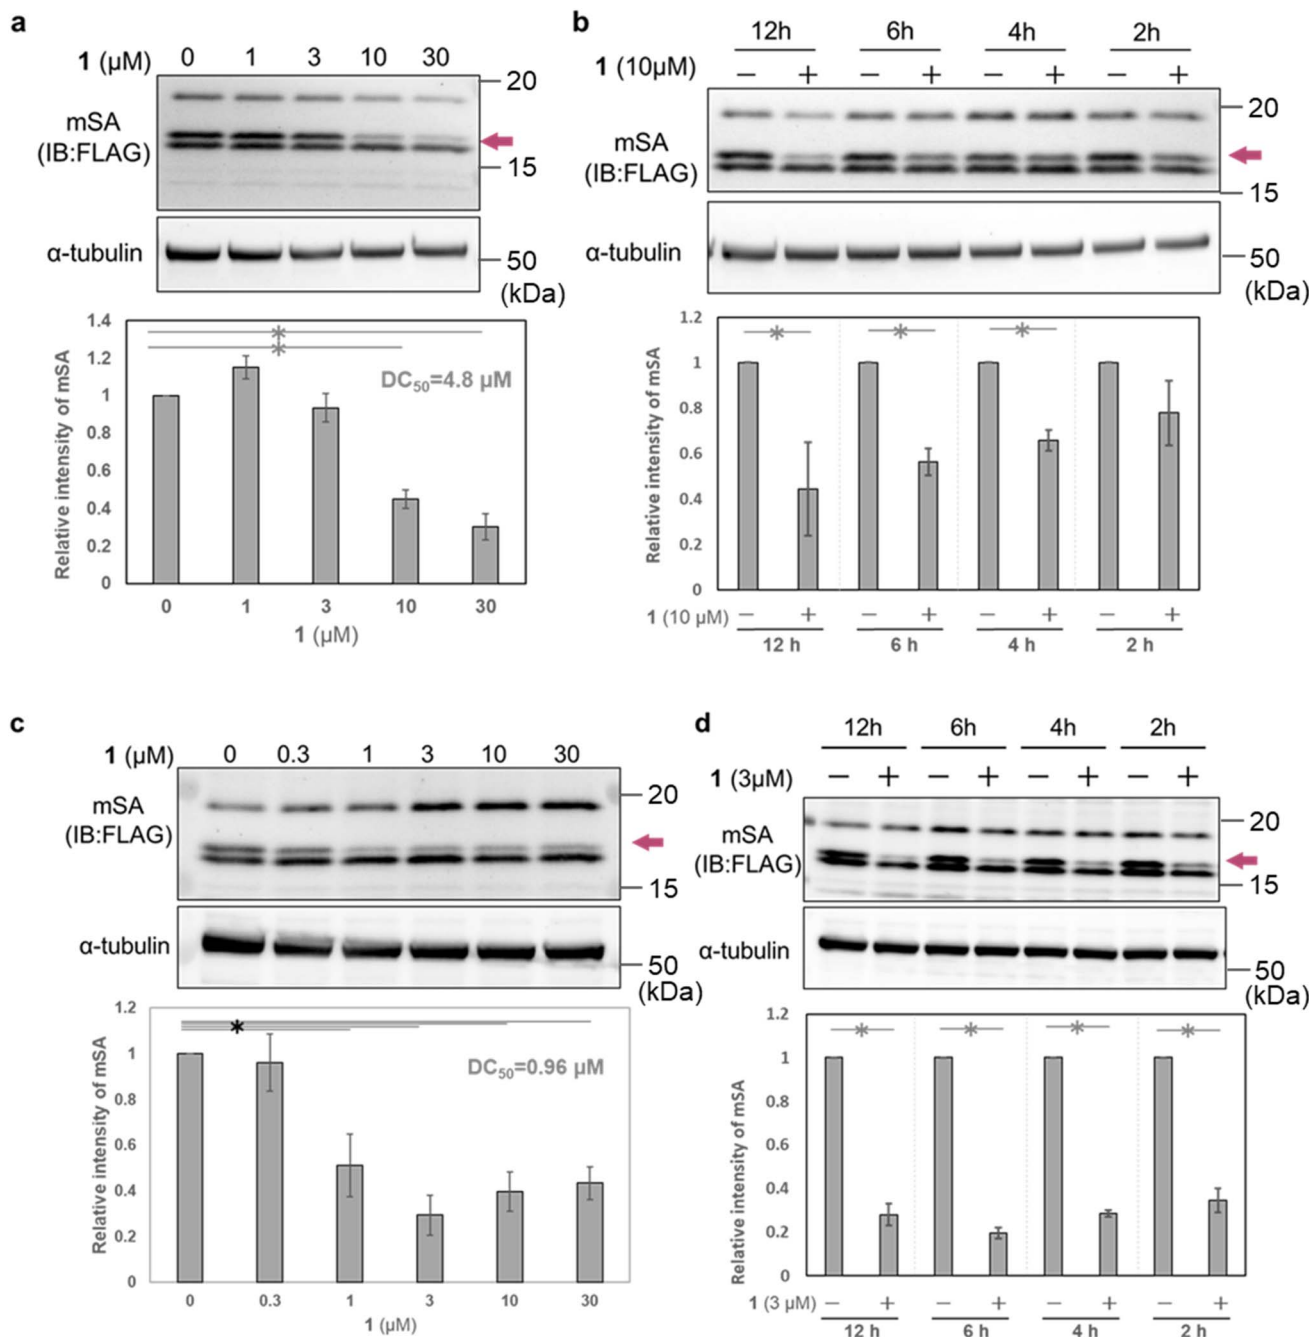 a
1 (μM) 0 1 3 10 30
mSA
(IB:FLAG)
20
15
α-tubulin
50
(kDa)
1.4
1.2
1
0.8
0.6
0.4
0.2
0
Relative intensity of mSA
*
*
DC50=4.8 μM
0 1 3 10 30
1 (μM)
b
12h 6h 4h 2h
1 (10μM) − + − + − + − +
mSA
(IB:FLAG)
20
15
α-tubulin
50
(kDa)
1.2
1
0.8
0.6
0.4
0.2
0
Relative intensity of mSA
* * *
1 (10 μM) − + − + − + − +
12 h 6 h 4 h 2 h
c
1 (μM) 0 0.3 1 3 10 30
mSA
(IB:FLAG)
20
15
α-tubulin
50
(kDa)
1.2
1
0.8
0.6
0.4
0.2
0
Relative intensity of mSA
*
DC50=0.96 μM
0 0.3 1 3 10 30
1 (μM)
d
12h 6h 4h 2h
1 (3μM) − + − + − + − +
mSA
(IB:FLAG)
20
15
α-tubulin
50
(kDa)
1.2
1
0.8
0.6
0.4
0.2
0
Relative intensity of mSA
* * * *
1 (3 μM) − + − + − + − +
12 h 6 h 4 h 2 h